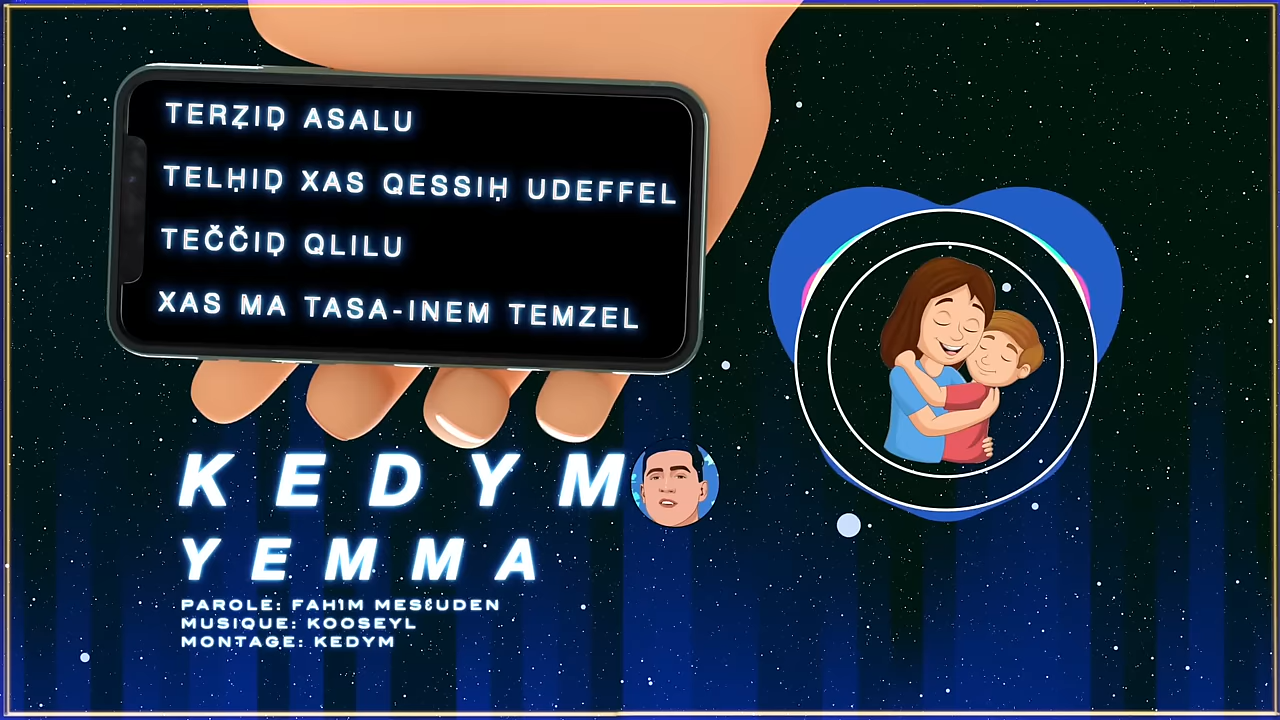 TERẒIḌ ASALU
TELḤIḌ XAS QESSIḤ UDEFFEL
TEČČIḌ QLILU
XAS MA TASA-INEM TEMZEL
KEDYM
YEMMA
PAROLE: FAHIM MESƐUDEN
MUSIQUE: KOOSEYL
MONTAGE: KEDYM